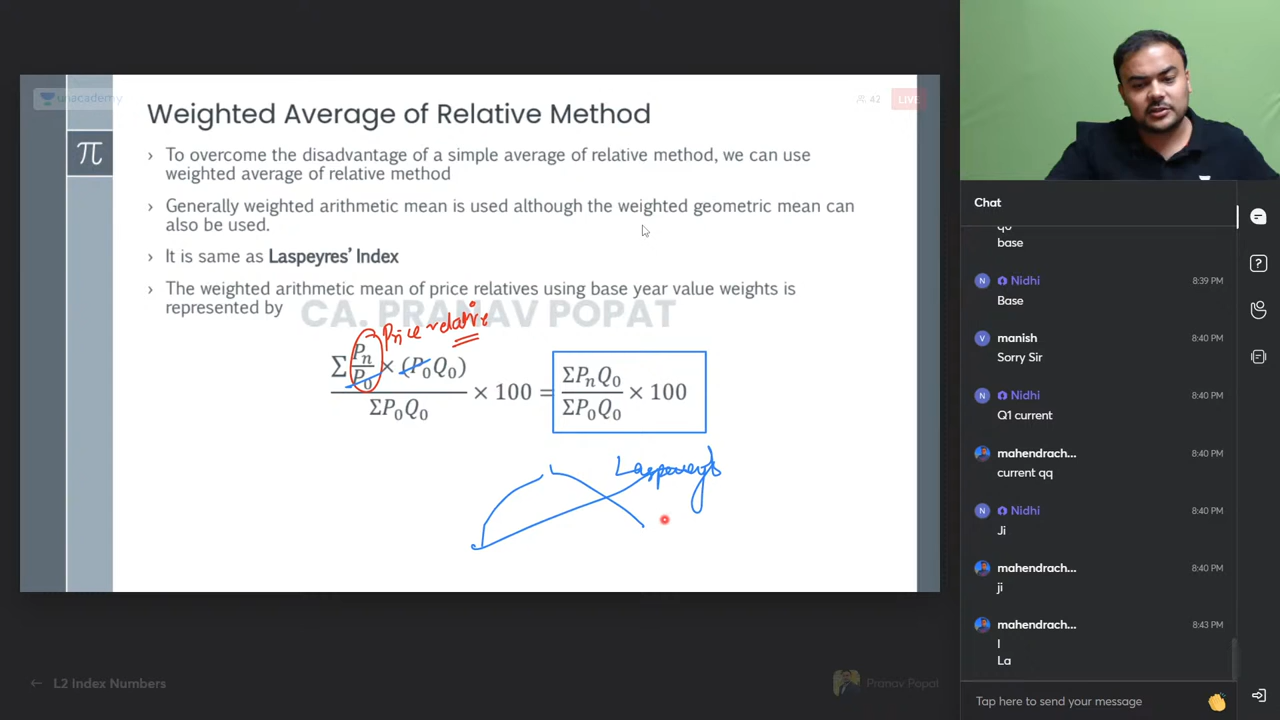 unacademy
42
LIVE
Weighted Average of Relative Method
π
› To overcome the disadvantage of a simple average of relative method, we can use
weighted average of relative method
› Generally weighted arithmetic mean is used although the weighted geometric mean can
also be used.
› It is same as Laspeyres' Index
› The weighted arithmetic mean of price relatives using base year value weights is
represented by
CA. PRANAV POPAT
Price relative
Σ Pn/P0 × (P0Q0)
ΣP0Q0
× 100 =
ΣPnQ0
ΣP0Q0
× 100
L2 Index Numbers
Pranav Popat
Chat
base
N
Nidhi
8:39 PM
Base
V
manish
8:40 PM
Sorry Sir
N
Nidhi
8:40 PM
Q1 current
mahendrach...
8:40 PM
current qq
N
Nidhi
8:40 PM
Ji
mahendrach...
8:40 PM
ji
mahendrach...
8:43 PM
l
La
Tap here to send your message